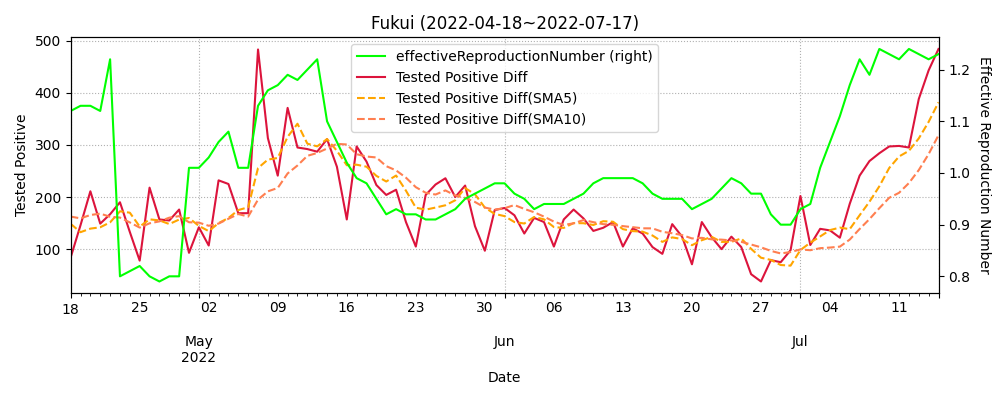 Fukui (2022-04-18~2022-07-17)
effectiveReproductionNumber (right)
Tested Positive Diff
Tested Positive Diff(SMA5)
Tested Positive Diff(SMA10)
Tested Positive
500
400
300
200
100
1.2
1.1
1.0
0.9
0.8
Effective Reproduction Number
18 25 02 09 16 23 30 06 13 20 27 04 11
May Jun Jul
2022
Date